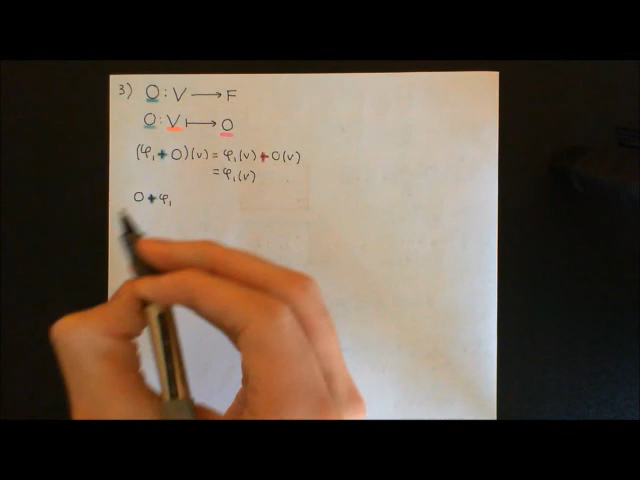 3) O : V ⟶ F
O : V ⟼ O
(φ₁ + O)(v) = φ₁(v) + O(v)
= φ₁(v)
O + φ₁